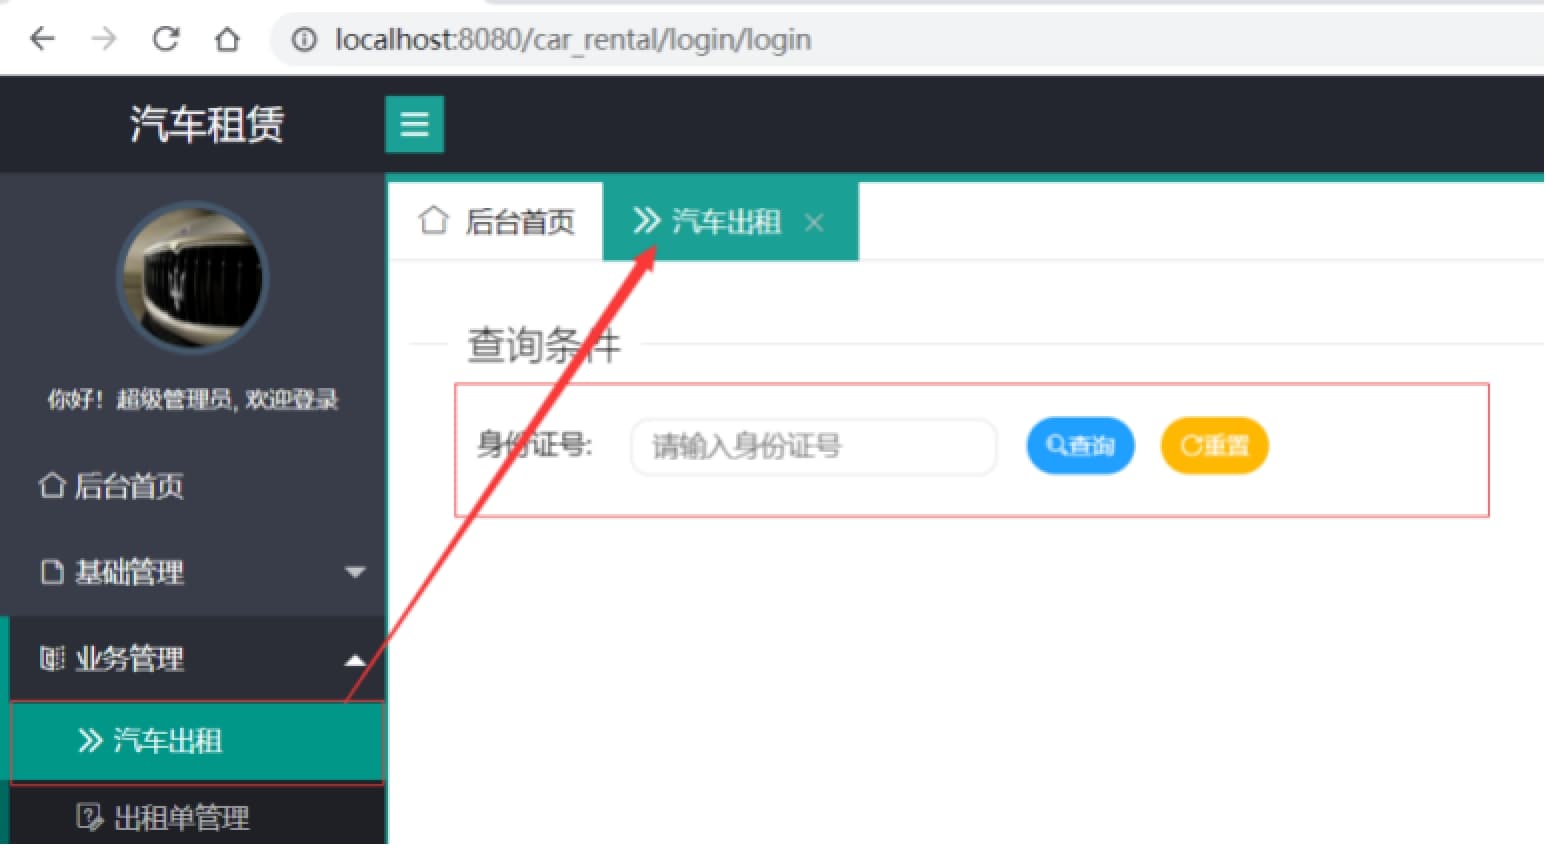 localhost:8080/car_rental/login/login
汽车租赁
后台首页
汽车出租
你好！超级管理员, 欢迎登录
后台首页
基础管理
业务管理
汽车出租
出租单管理
查询条件
身份证号:
请输入身份证号
查询
重置